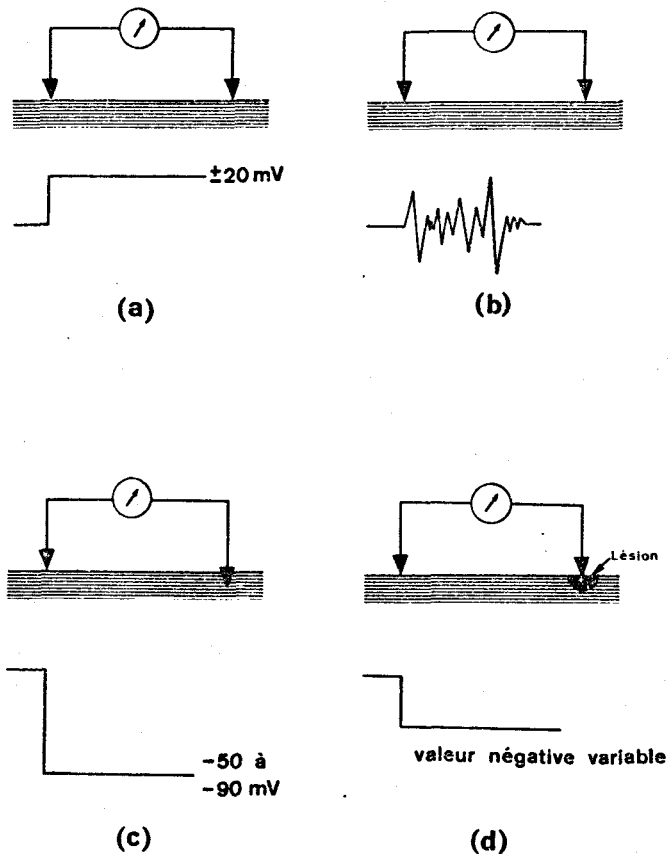 ±20 mV
(a)
(b)
Lésion
-50 à
-90 mV
valeur négative variable
(c)
(d)